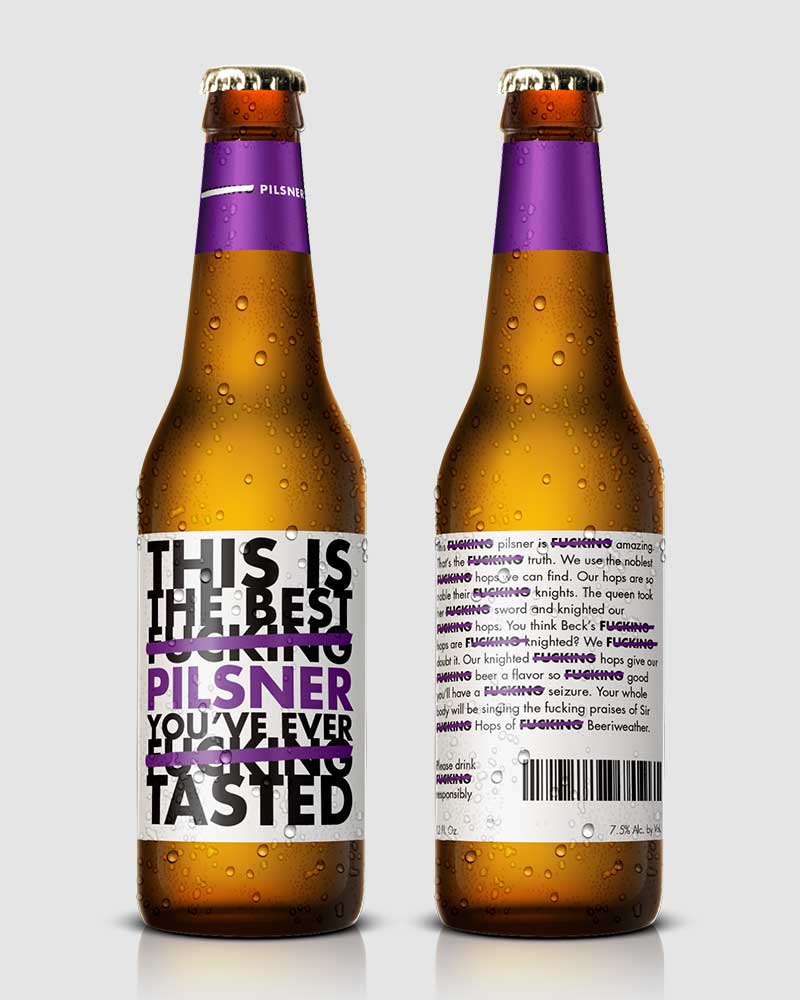 PILSNER
THIS IS
THE BEST
FUCKING
PILSNER
YOU'VE EVER
FUCKING
TASTED
This FUCKING pilsner is FUCKING amazing.
That's the FUCKING truth. We use the noblest
FUCKING hops we can find. Our hops are so
noble their FUCKING knights. The queen took
her FUCKING sword and knighted our
FUCKING hops. You think Beck's FUCKING
hops are FUCKING knighted? We FUCKING
doubt it. Our knighted FUCKING hops give our
FUCKING beer a flavor so FUCKING good
you'll have a FUCKING seizure. Your whole
body will be singing the fucking praises of Sir
FUCKING Hops of FUCKING Beeriweather.
Please drink
FUCKING
responsibly
12 Fl. Oz.
7.5% Alc. by